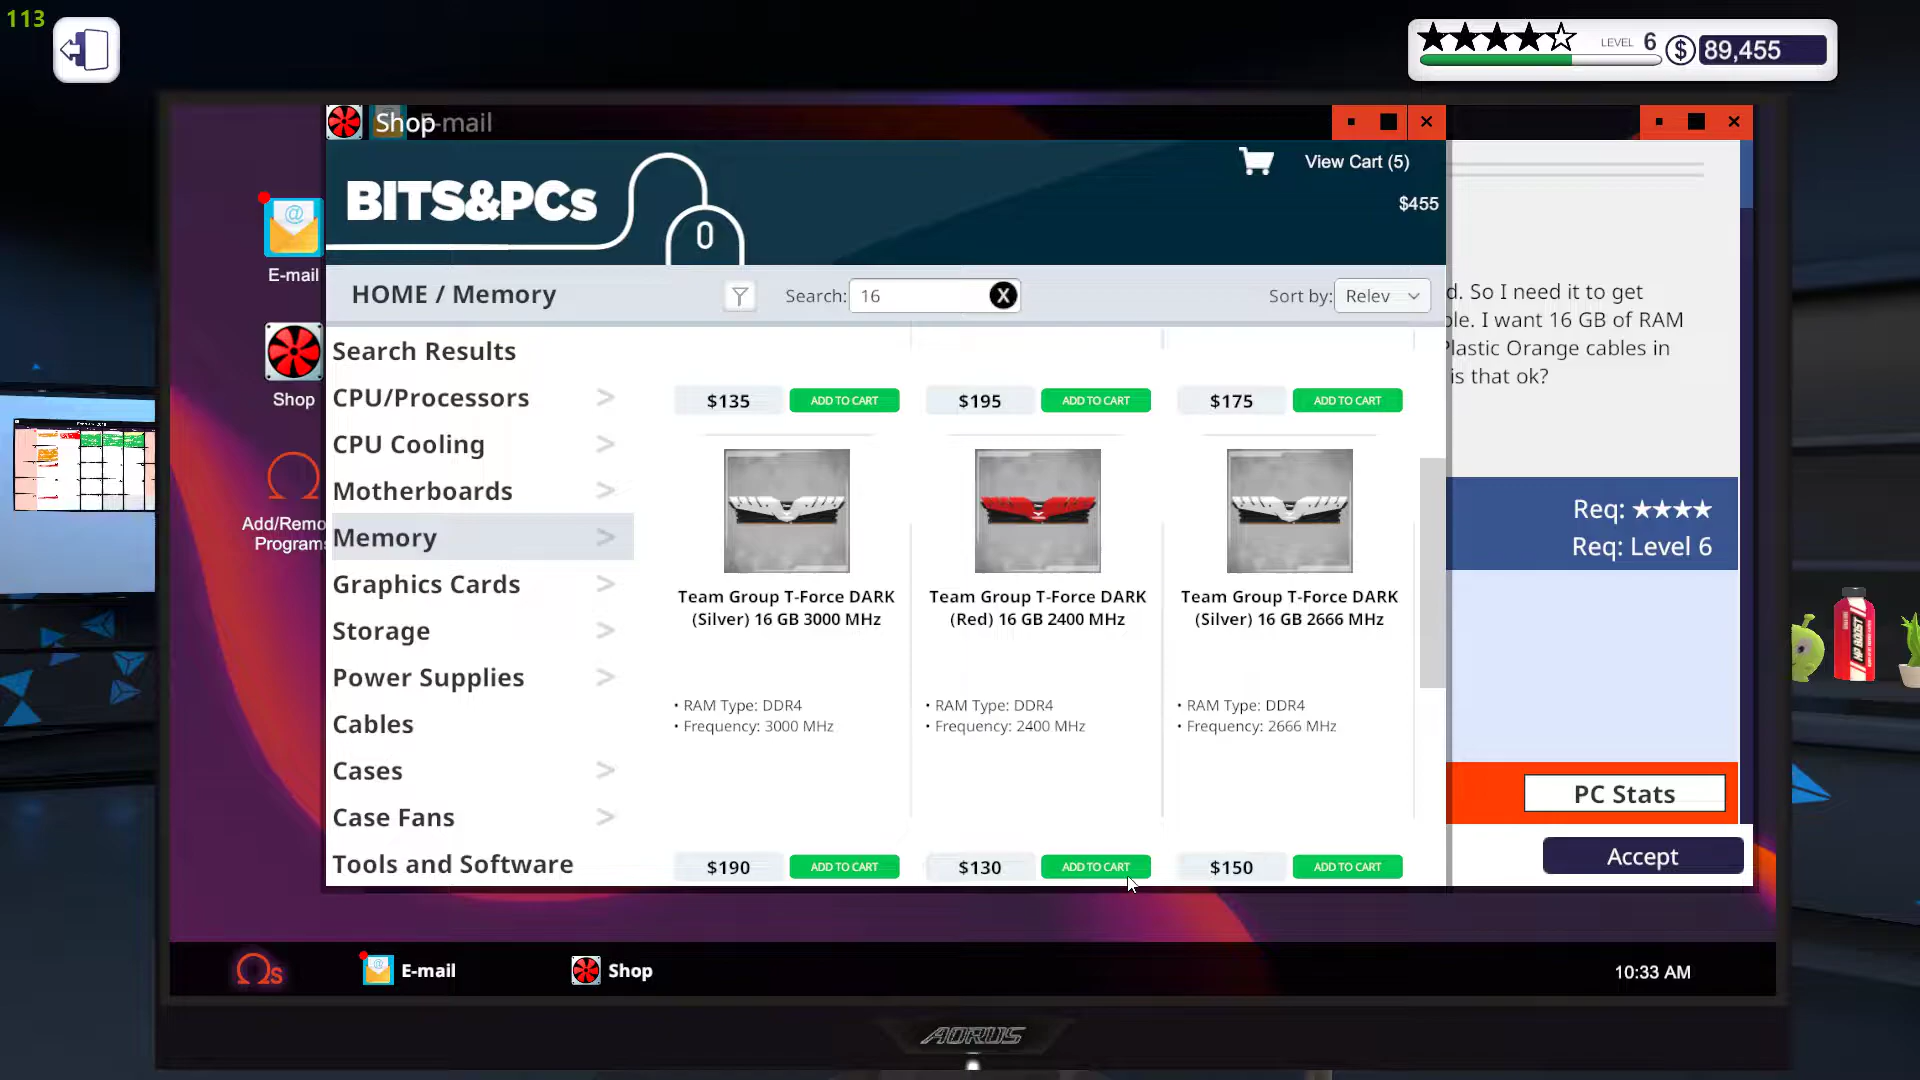 113
LEVEL 6
$ 89,455
Shop
-mail
BITS&PCs
View Cart (5)
$455
HOME / Memory
Search: 16 X
Sort by: Relev
E-mail
Shop
Add/Remo
Programs
Search Results
CPU/Processors >
CPU Cooling >
Motherboards >
Memory >
Graphics Cards >
Storage >
Power Supplies >
Cables
Cases >
Case Fans >
Tools and Software
$135 ADD TO CART
$195 ADD TO CART
$175 ADD TO CART
Team Group T-Force DARK
(Silver) 16 GB 3000 MHz
• RAM Type: DDR4
• Frequency: 3000 MHz
$190 ADD TO CART
Team Group T-Force DARK
(Red) 16 GB 2400 MHz
• RAM Type: DDR4
• Frequency: 2400 MHz
$130 ADD TO CART
Team Group T-Force DARK
(Silver) 16 GB 2666 MHz
• RAM Type: DDR4
• Frequency: 2666 MHz
$150 ADD TO CART
d. So I need it to get
ble. I want 16 GB of RAM
Plastic Orange cables in
is that ok?
Req: ★★★★
Req: Level 6
PC Stats
Accept
HP BOOST
Ωs
E-mail
Shop
10:33 AM
AORUS